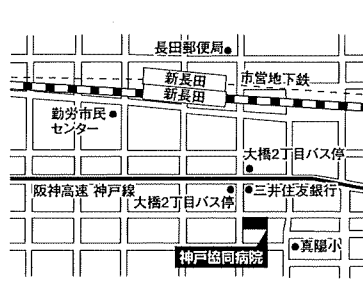 長田郵便局
新長田
市営地下鉄
新長田
勤労市民
センター
大橋2丁目バス停
阪神高速 神戸線
三井住友銀行
大橋2丁目バス停
神戸協同病院
真陽小